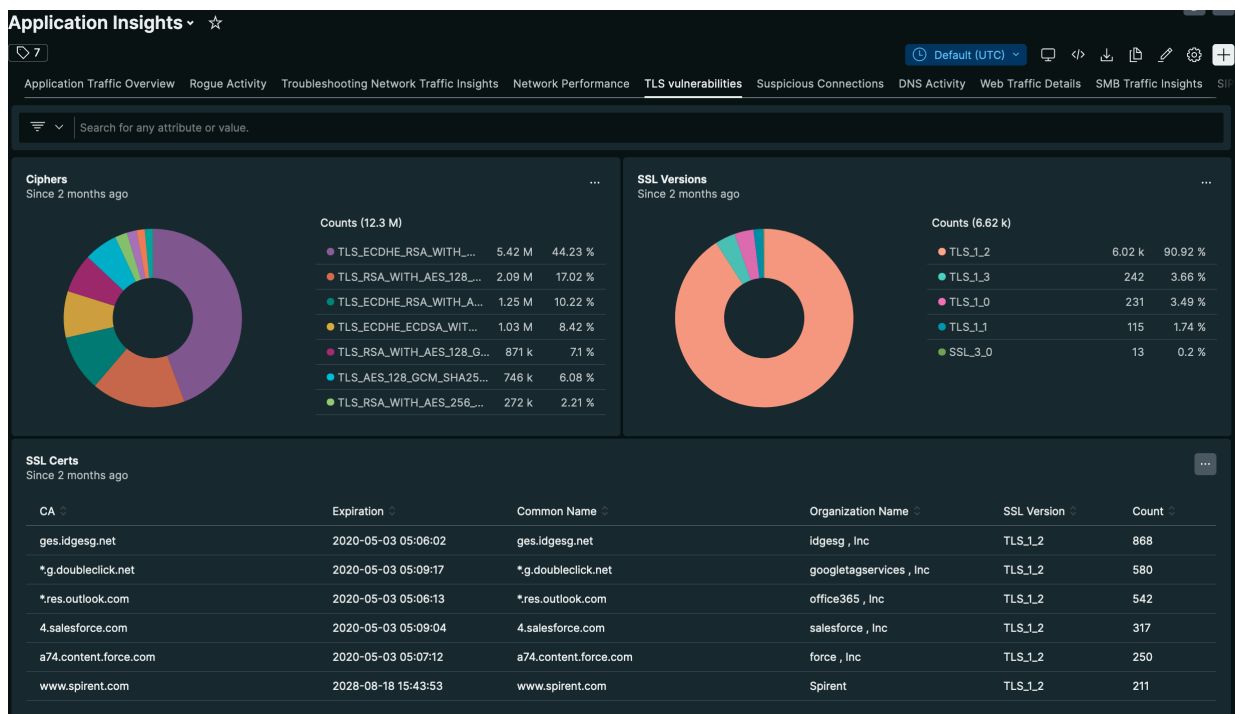 Application Insights
7
Default (UTC)
Application Traffic Overview Rogue Activity Troubleshooting Network Traffic Insights Network Performance TLS vulnerabilities Suspicious Connections DNS Activity Web Traffic Details SMB Traffic Insights
Search for any attribute or value.
Ciphers
Since 2 months ago
...
Counts (12.3 M)
TLS_ECDHE_RSA_WITH_... 5.42 M 44.23 %
TLS_RSA_WITH_AES_128_... 2.09 M 17.02 %
TLS_ECDHE_RSA_WITH_A... 1.25 M 10.22 %
TLS_ECDHE_ECDSA_WIT... 1.03 M 8.42 %
TLS_RSA_WITH_AES_128_G... 871 k 7.1 %
TLS_AES_128_GCM_SHA25... 746 k 6.08 %
TLS_RSA_WITH_AES_256_... 272 k 2.21 %
SSL Versions
Since 2 months ago
...
Counts (6.62 k)
TLS_1_2 6.02 k 90.92 %
TLS_1_3 242 3.66 %
TLS_1_0 231 3.49 %
TLS_1_1 115 1.74 %
SSL_3_0 13 0.2 %
SSL Certs
Since 2 months ago
...
CA Expiration Common Name Organization Name SSL Version Count
ges.idgesg.net 2020-05-03 05:06:02 ges.idgesg.net idgesg , Inc TLS_1_2 868
*.g.doubleclick.net 2020-05-03 05:09:17 *.g.doubleclick.net googletagservices , Inc TLS_1_2 580
*.res.outlook.com 2020-05-03 05:06:13 *.res.outlook.com office365 , Inc TLS_1_2 542
4.salesforce.com 2020-05-03 05:09:04 4.salesforce.com salesforce , Inc TLS_1_2 317
a74.content.force.com 2020-05-03 05:07:12 a74.content.force.com force , Inc TLS_1_2 250
www.spirent.com 2028-08-18 15:43:53 www.spirent.com Spirent TLS_1_2 211